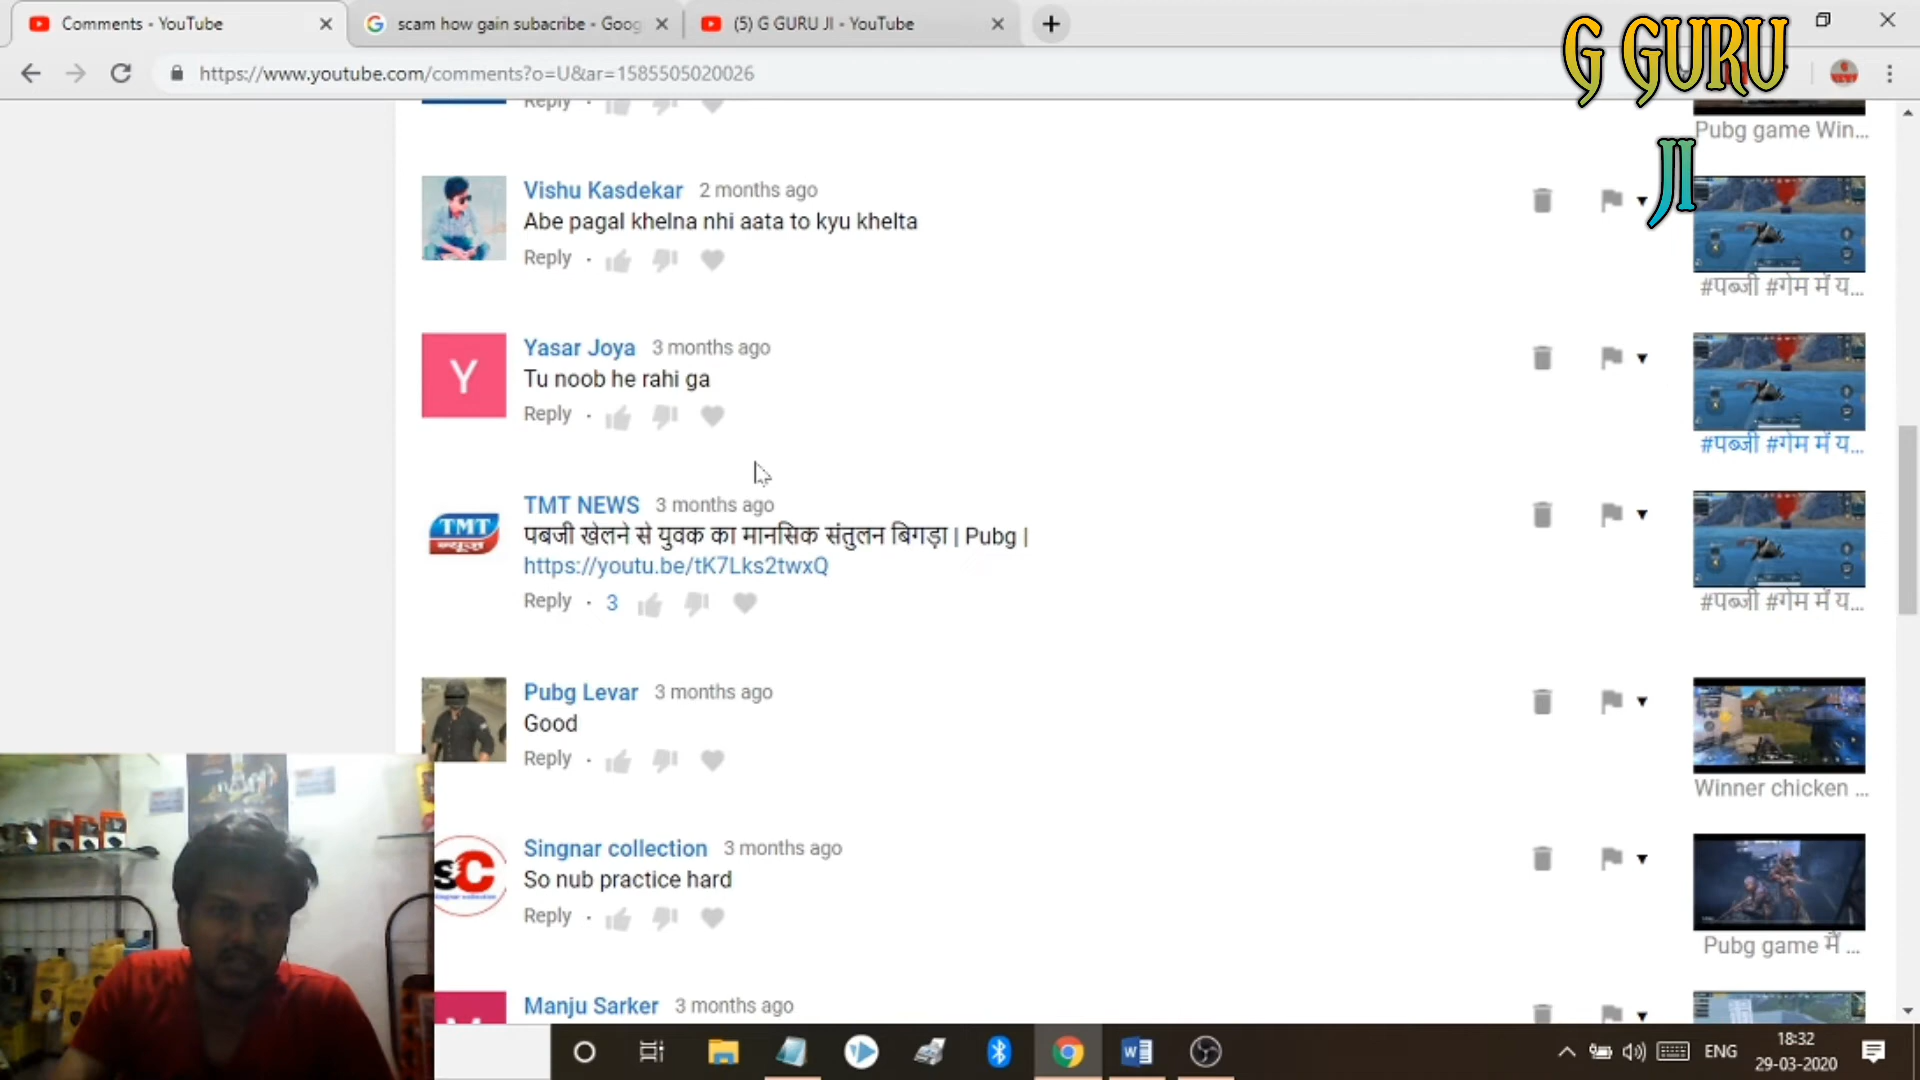 Comments - YouTube
scam how gain subacribe - Goog
(5) G GURU JI - YouTube
https://www.youtube.com/comments?o=U&ar=1585505020026
G GURU
JI
Reply
Pubg game Win...
Vishu Kasdekar 2 months ago
Abe pagal khelna nhi aata to kyu khelta
Reply
#पब्जी #गेम में य...
Yasar Joya 3 months ago
Tu noob he rahi ga
Reply
#पब्जी #गेम में य...
TMT
न्यूज़
TMT NEWS 3 months ago
पबजी खेलने से युवक का मानसिक संतुलन बिगड़ा | Pubg |
https://youtu.be/tK7Lks2twxQ
Reply · 3
#पब्जी #गेम में य...
Pubg Levar 3 months ago
Good
Reply
Winner chicken ...
SC
Singnar collection 3 months ago
So nub practice hard
Reply
Pubg game में ...
Manju Sarker 3 months ago
ENG
18:32
29-03-2020